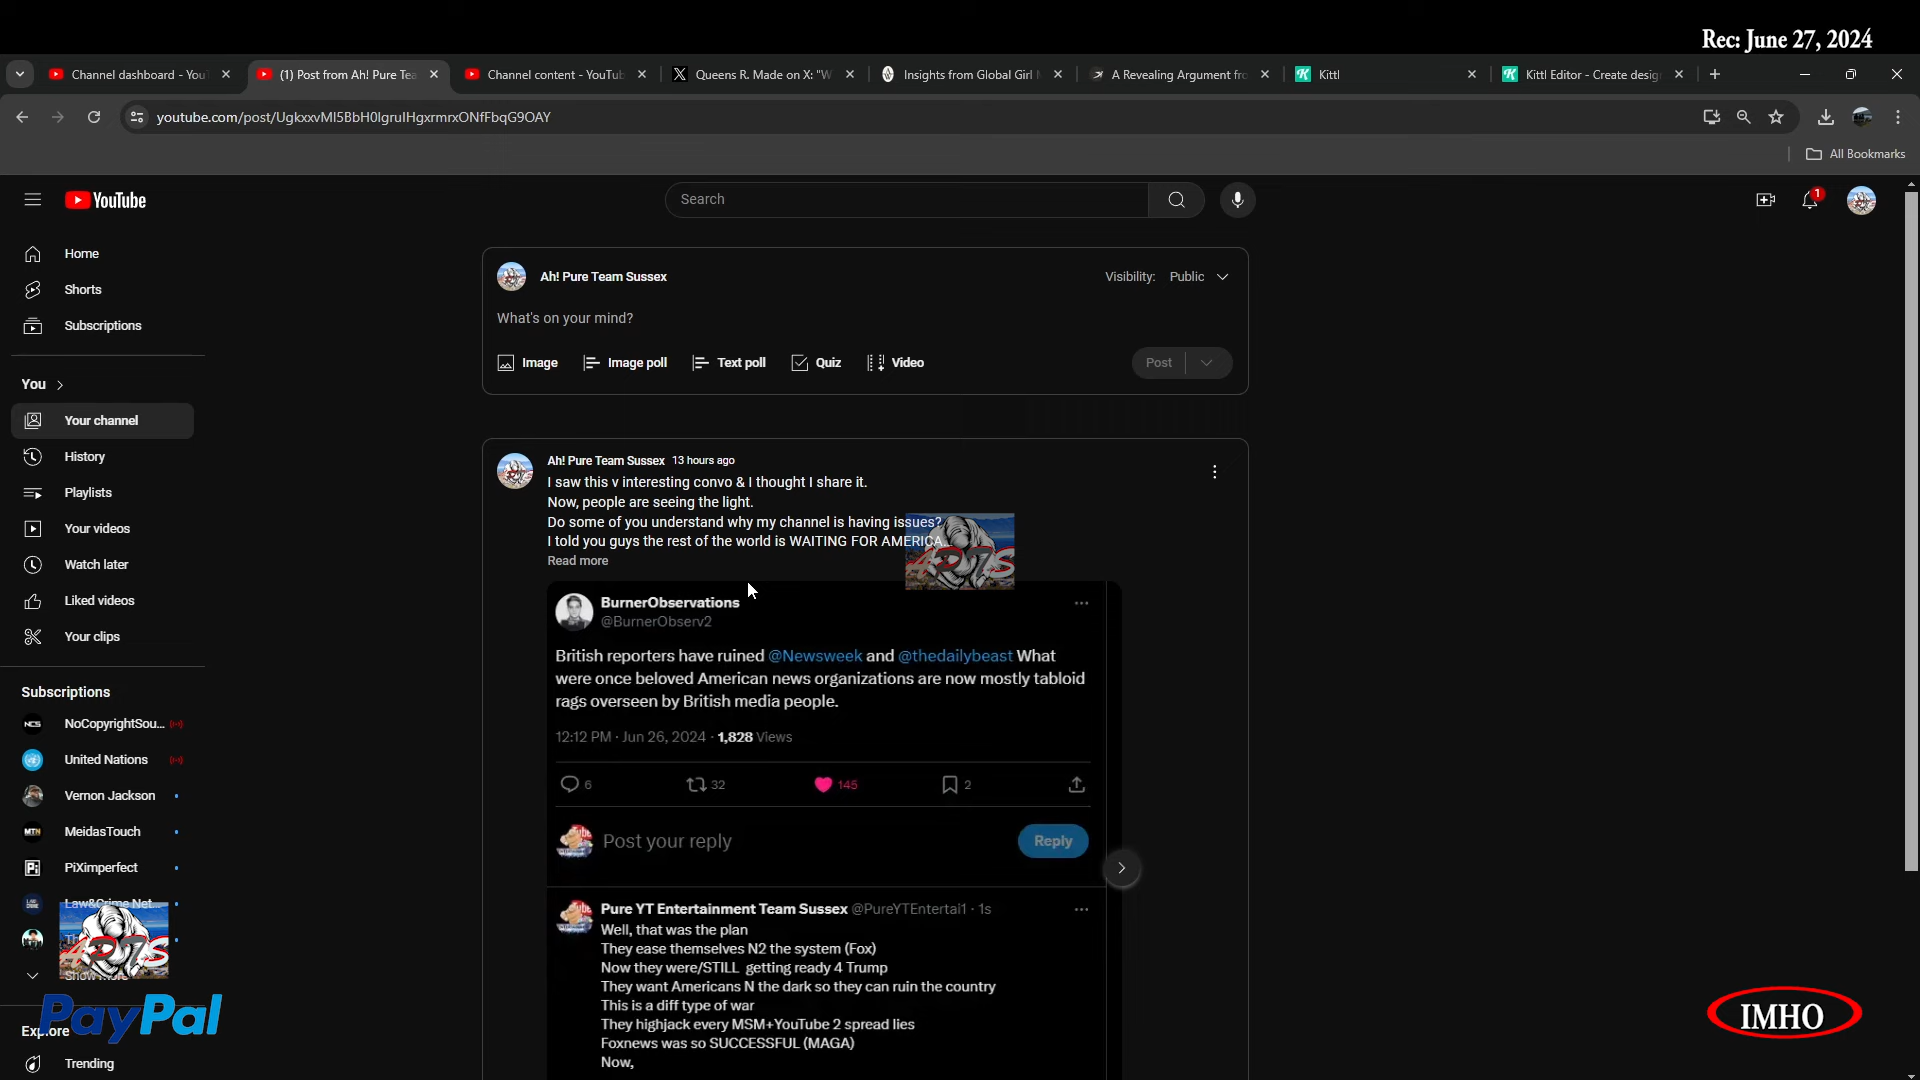 Rec: June 27, 2024
Channel dashboard - You
(1) Post from Ah! Pure Tea
Channel content - YouTub
Queens R. Made on X: "W
Insights from Global Girl
A Revealing Argument fro
Kittl
Kittl Editor - Create desig
youtube.com/post/UgkxxvMI5BbH0IgruIHgxrmrxONfFbqG9OAY
All Bookmarks
YouTube
Search
1
Home
Shorts
Subscriptions
You
Your channel
History
Playlists
Your videos
Watch later
Liked videos
Your clips
Subscriptions
NCS
NoCopyrightSou...
United Nations
Vernon Jackson
MTN
MeidasTouch
Pi
PiXimperfect
Law&Crime Net...
Show more
Explore
Trending
PayPal
Ah! Pure Team Sussex
Visibility: Public
What's on your mind?
Image
Image poll
Text poll
Quiz
Video
Post
Ah! Pure Team Sussex 13 hours ago
I saw this v interesting convo & I thought I share it.
Now, people are seeing the light.
Do some of you understand why my channel is having issues?
I told you guys the rest of the world is WAITING FOR AMERICA...
Read more
APTS
BurnerObservations
@BurnerObserv2
British reporters have ruined @Newsweek and @thedailybeast What
were once beloved American news organizations are now mostly tabloid
rags overseen by British media people.
12:12 PM · Jun 26, 2024 · 1,828 Views
6
32
145
2
Post your reply
Reply
Pure YT Entertainment Team Sussex @PureYTEntertai1 · 1s
Well, that was the plan
They ease themselves N2 the system (Fox)
Now they were/STILL getting ready 4 Trump
They want Americans N the dark so they can ruin the country
This is a diff type of war
They highjack every MSM+YouTube 2 spread lies
Foxnews was so SUCCESSFUL (MAGA)
Now,
APTS
IMHO